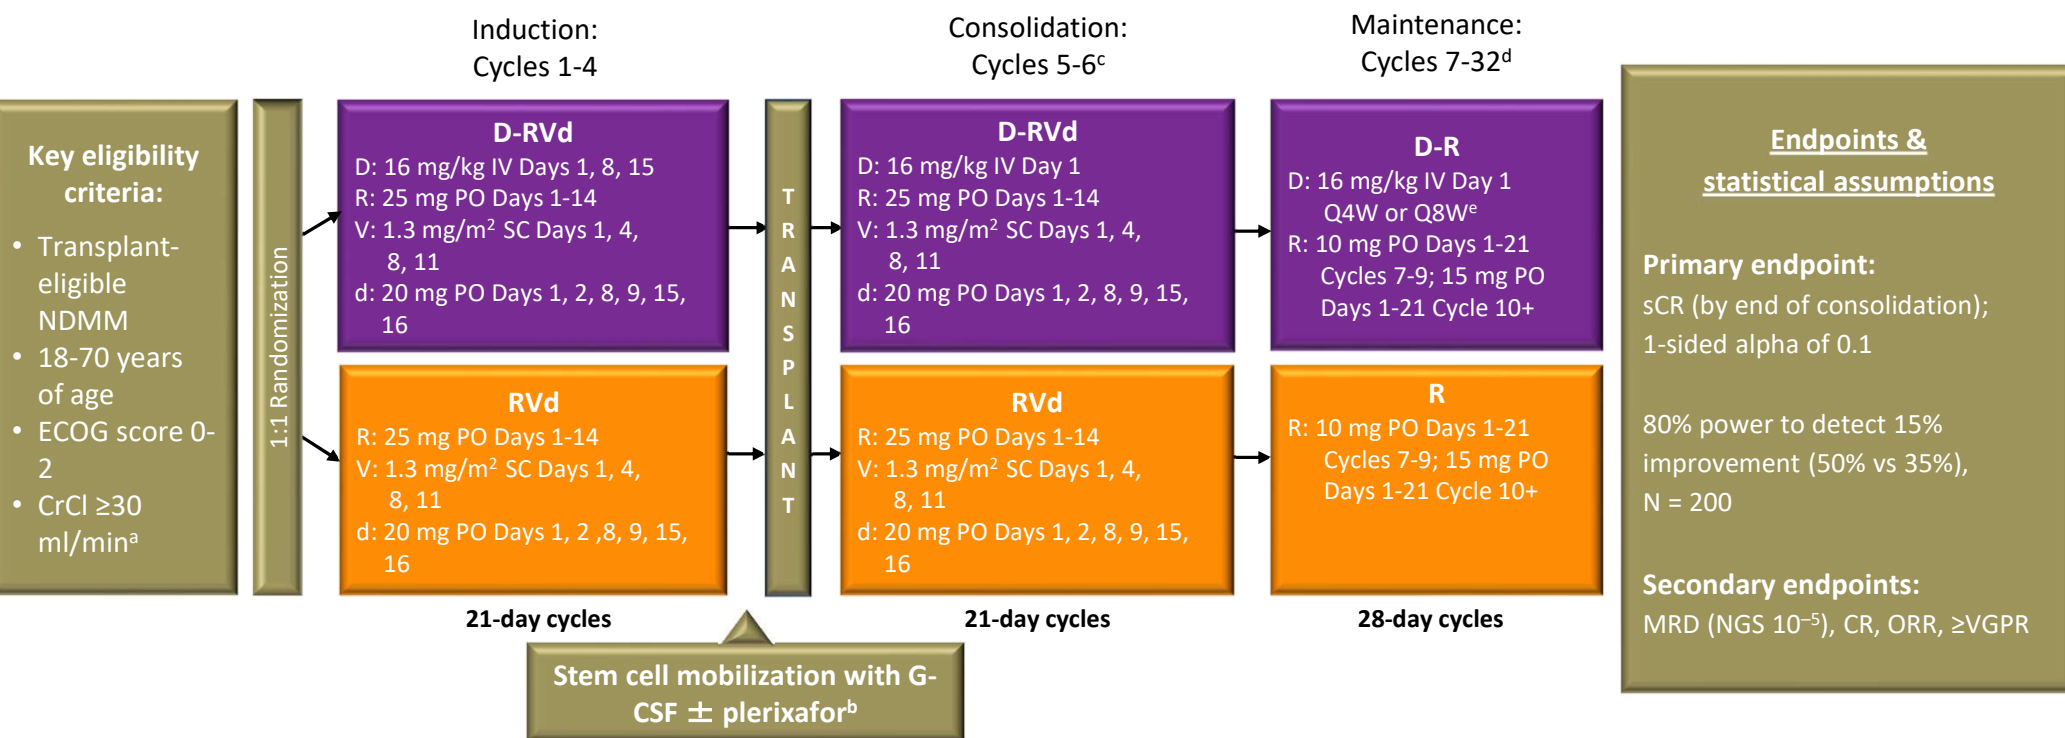 Induction:
Cycles 1-4
Consolidation:
Cycles 5-6ᶜ
Maintenance:
Cycles 7-32ᵈ
Key eligibility
criteria:
• Transplant-
eligible
NDMM
• 18-70 years
of age
• ECOG score 0-
2
• CrCl ≥30
ml/minᵃ
1:1 Randomization
D-RVd
D: 16 mg/kg IV Days 1, 8, 15
R: 25 mg PO Days 1-14
V: 1.3 mg/m² SC Days 1, 4,
8, 11
d: 20 mg PO Days 1, 2, 8, 9, 15,
16
RVd
R: 25 mg PO Days 1-14
V: 1.3 mg/m² SC Days 1, 4,
8, 11
d: 20 mg PO Days 1, 2 ,8, 9, 15,
16
21-day cycles
TRANSPLANT
Stem cell mobilization with G-
CSF ± plerixaforᵇ
D-RVd
D: 16 mg/kg IV Day 1
R: 25 mg PO Days 1-14
V: 1.3 mg/m² SC Days 1, 4,
8, 11
d: 20 mg PO Days 1, 2, 8, 9, 15,
16
RVd
R: 25 mg PO Days 1-14
V: 1.3 mg/m² SC Days 1, 4,
8, 11
d: 20 mg PO Days 1, 2, 8, 9, 15,
16
21-day cycles
D-R
D: 16 mg/kg IV Day 1
Q4W or Q8Wᵉ
R: 10 mg PO Days 1-21
Cycles 7-9; 15 mg PO
Days 1-21 Cycle 10+
R
R: 10 mg PO Days 1-21
Cycles 7-9; 15 mg PO
Days 1-21 Cycle 10+
28-day cycles
Endpoints &
statistical assumptions
Primary endpoint:
sCR (by end of consolidation);
1-sided alpha of 0.1
80% power to detect 15%
improvement (50% vs 35%),
N = 200
Secondary endpoints:
MRD (NGS 10⁻⁵), CR, ORR, ≥VGPR